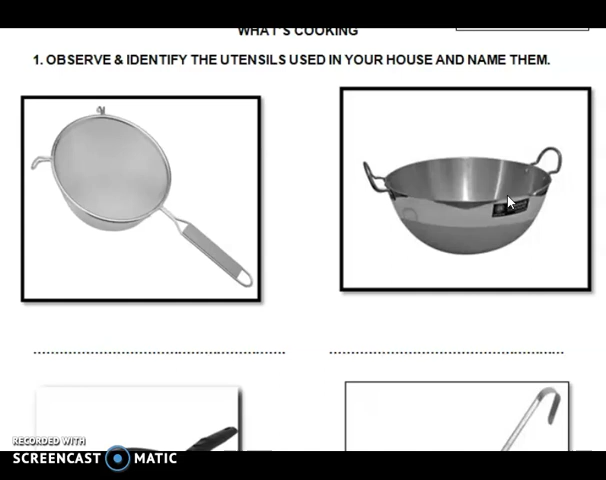 WHAT'S COOKING
1. OBSERVE & IDENTIFY THE UTENSILS USED IN YOUR HOUSE AND NAME THEM.
RECORDED WITH
SCREENCAST MATIC